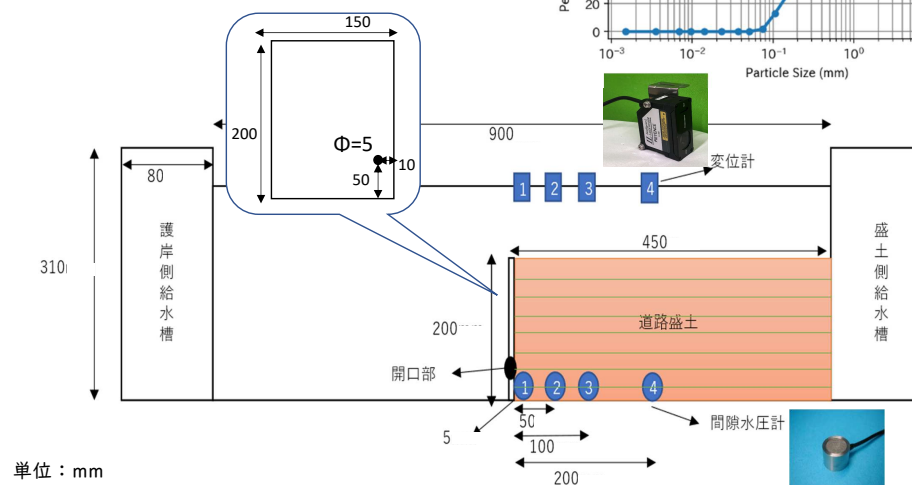 Pe
20
0
10⁻³
10⁻²
10⁻¹
10⁰
Particle Size (mm)
150
200
Φ=5
10
50
900
80
変位計
1
2
3
4
310
護岸側給水槽
盛土側給水槽
450
200
道路盛土
開口部
1
2
3
4
50
間隙水圧計
5
100
200
単位：mm